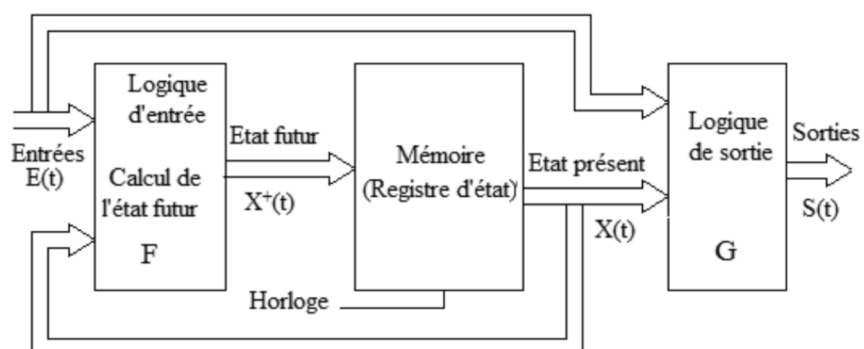 Logique
d'entrée
Entrées
E(t)
Calcul de
l'état futur
F
Etat futur
X⁺(t)
Mémoire
(Registre d'état)
Horloge
Etat présent
X(t)
Logique
de sortie
G
Sorties
S(t)